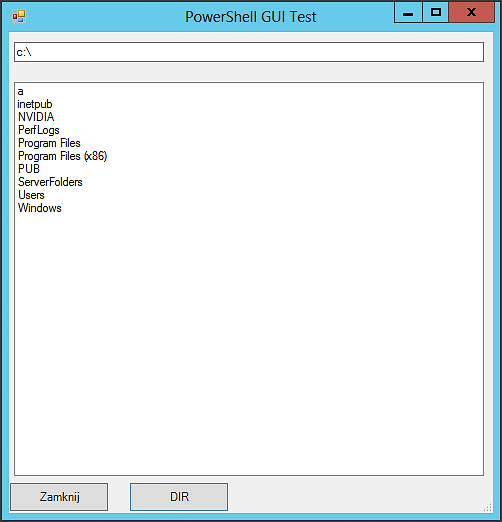 PowerShell GUI Test
c:\
a
inetpub
NVIDIA
PerfLogs
Program Files
Program Files (x86)
PUB
ServerFolders
Users
Windows
Zamknij DIR